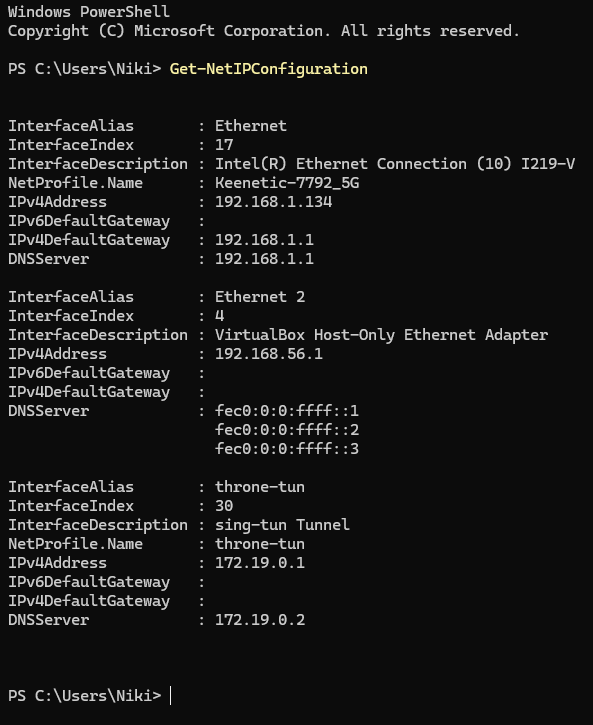 Windows PowerShell
Copyright (C) Microsoft Corporation. All rights reserved.
PS C:\Users\Niki> Get-NetIPConfiguration
InterfaceAlias       : Ethernet
InterfaceIndex       : 17
InterfaceDescription : Intel(R) Ethernet Connection (10) I219-V
NetProfile.Name      : Keenetic-7792_5G
IPv4Address          : 192.168.1.134
IPv6DefaultGateway   :
IPv4DefaultGateway   : 192.168.1.1
DNSServer            : 192.168.1.1
InterfaceAlias       : Ethernet 2
InterfaceIndex       : 4
InterfaceDescription : VirtualBox Host-Only Ethernet Adapter
IPv4Address          : 192.168.56.1
IPv6DefaultGateway   :
IPv4DefaultGateway   :
DNSServer            : fec0:0:0:ffff::1
                       fec0:0:0:ffff::2
                       fec0:0:0:ffff::3
InterfaceAlias       : throne-tun
InterfaceIndex       : 30
InterfaceDescription : sing-tun Tunnel
NetProfile.Name      : throne-tun
IPv4Address          : 172.19.0.1
IPv6DefaultGateway   :
IPv4DefaultGateway   :
DNSServer            : 172.19.0.2
PS C:\Users\Niki>